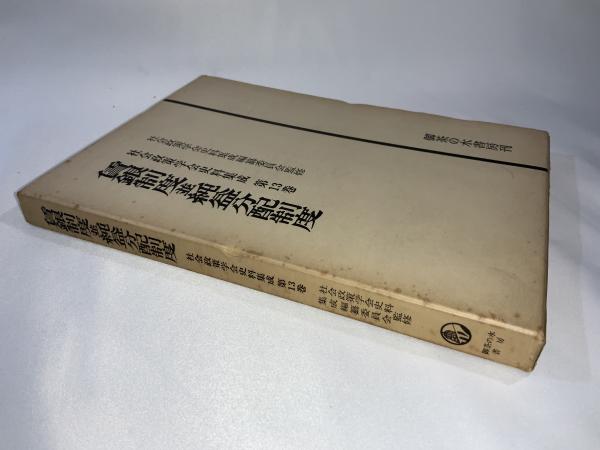 社会政策学会史料集成編纂委員会監修
社会政策学会史料集成 第13巻
賃銀制度並純益分配制度
御茶の水書房刊
賃銀制度並純益分配制度
社会政策学会史料集成 第13巻
社会政策学会史料
集成編纂委員会監修
御茶の水
書房